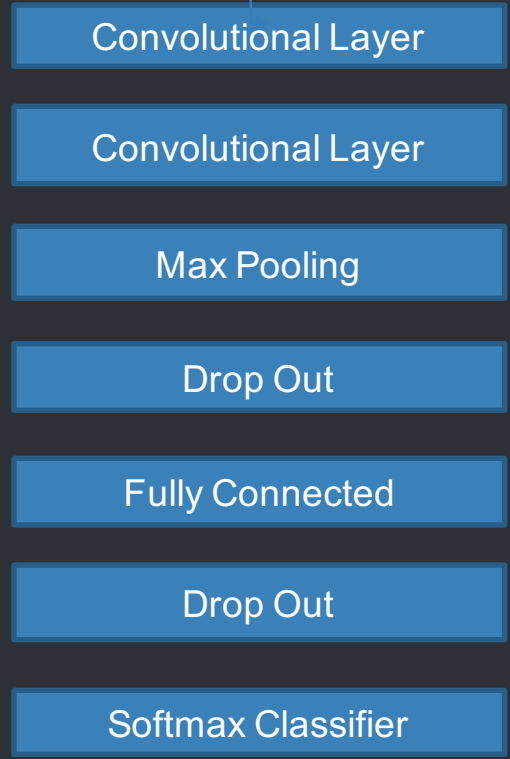 Convolutional Layer
Convolutional Layer
Max Pooling
Drop Out
Fully Connected
Drop Out
Softmax Classifier